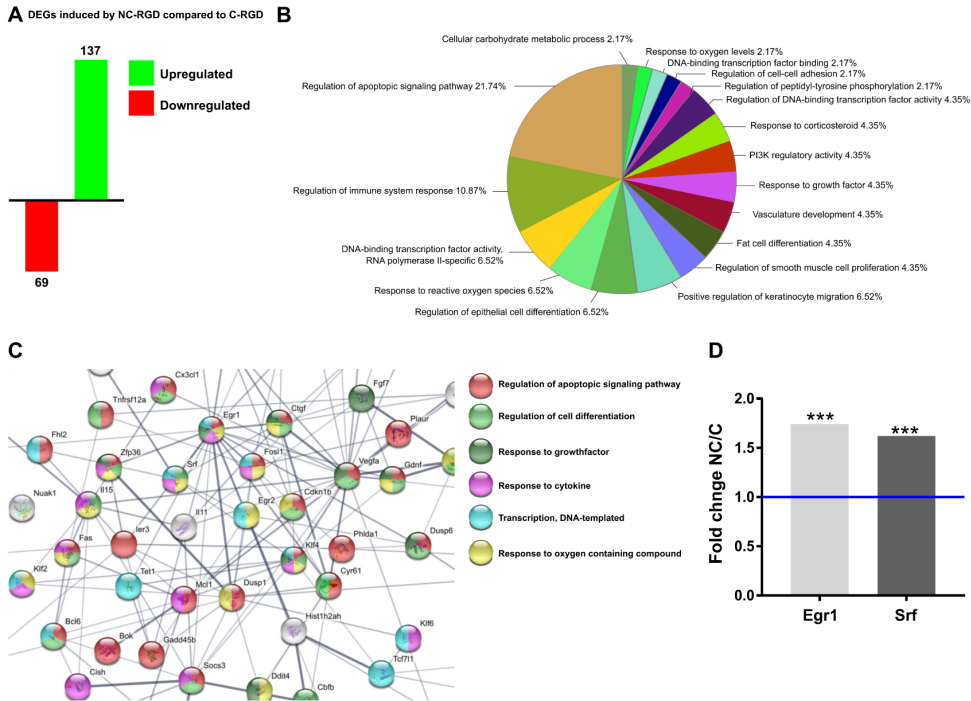 A
DEGs induced by NC-RGD compared to C-RGD
137
Upregulated
Downregulated
69
B
Cellular carbohydrate metabolic process 2.17%
Response to oxygen levels 2.17%
DNA-binding transcription factor binding 2.17%
Regulation of cell-cell adhesion 2.17%
Regulation of peptidyl-tyrosine phosphorylation 2.17%
Regulation of DNA-binding transcription factor activity 4.35%
Response to corticosteroid 4.35%
PI3K regulatory activity 4.35%
Response to growth factor 4.35%
Vasculature development 4.35%
Fat cell differentiation 4.35%
Regulation of smooth muscle cell proliferation 4.35%
Positive regulation of keratinocyte migration 6.52%
Regulation of epithelial cell differentiation 6.52%
Response to reactive oxygen species 6.52%
DNA-binding transcription factor activity,
RNA polymerase II-specific 6.52%
Regulation of immune system response 10.87%
Regulation of apoptopic signaling pathway 21.74%
C
Cx3cl1
Fgf7
Tnfrsf12a
Egr1
Ctgf
Plaur
Fhl2
Zfp36
Srf
Fosl1
Vegfa
Gdnf
Nuak1
Il15
Il11
Egr2
Cdkn1b
Fas
Ier3
Klf4
Phlda1
Dusp6
Klf2
Tet1
Mcl1
Dusp1
Cyr61
Hist1h2ah
Bcl6
Bok
Gadd45b
Klf6
Tcf7l1
Cish
Socs3
Ddit4
Cbfb
Regulation of apoptopic signaling pathway
Regulation of cell differentiation
Response to growthfactor
Response to cytokine
Transcription, DNA-templated
Response to oxygen containing compound
D
Fold chnge NC/C
2.0
1.5
1.0
0.5
0.0
***
***
Egr1
Srf